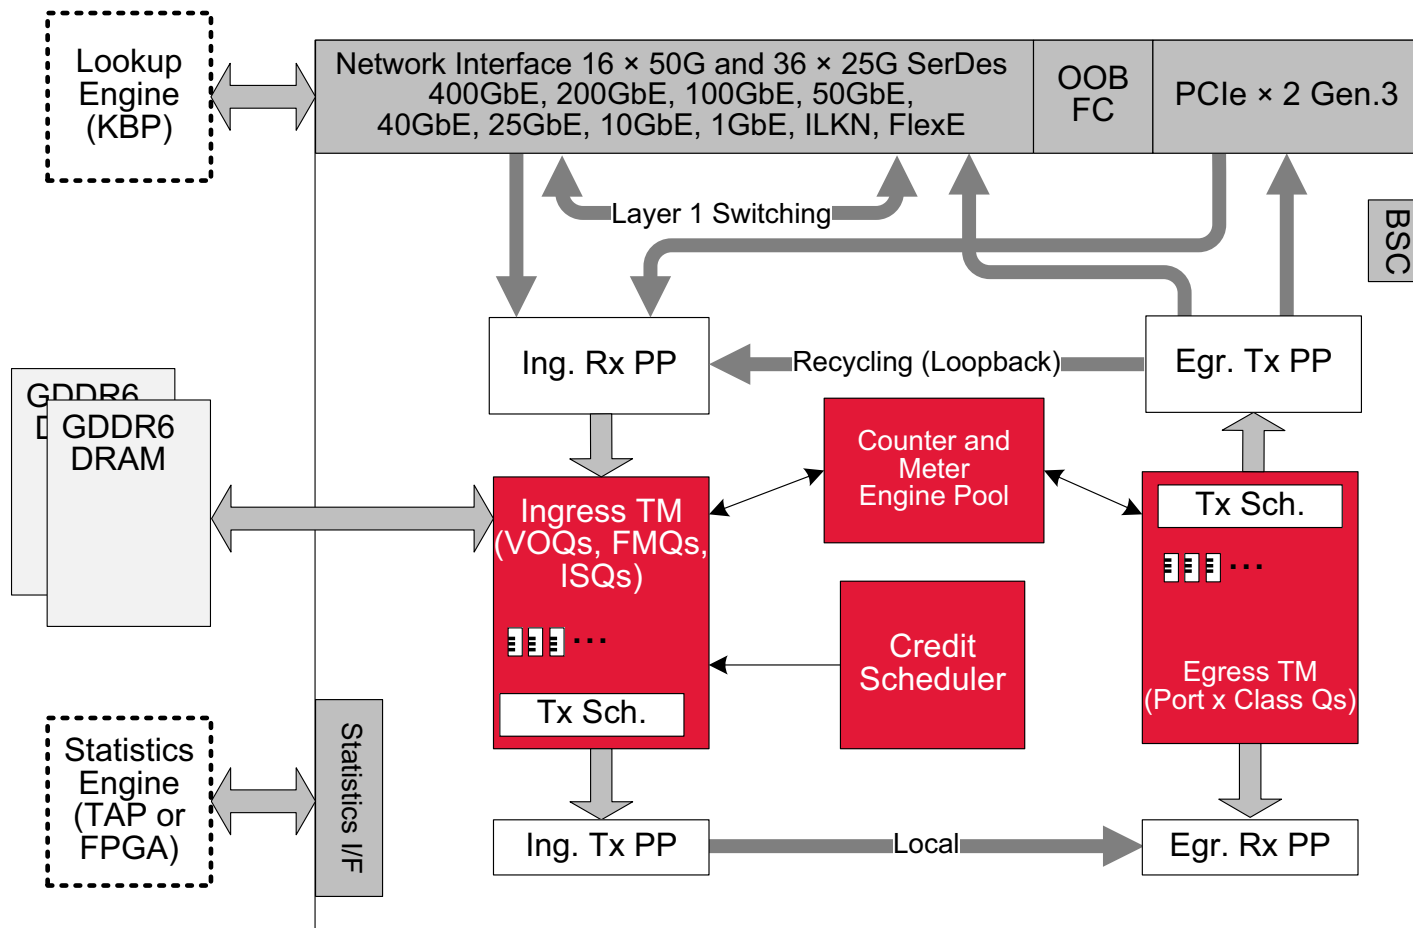 Lookup
Engine
(KBP)
Network Interface 16 × 50G and 36 × 25G SerDes
400GbE, 200GbE, 100GbE, 50GbE,
40GbE, 25GbE, 10GbE, 1GbE, ILKN, FlexE
OOB
FC
PCIe × 2 Gen.3
BSC
Layer 1 Switching
Ing. Rx PP
Recycling (Loopback)
Egr. Tx PP
GDDR6
D
GDDR6
DRAM
Counter and
Meter
Engine Pool
Ingress TM
(VOQs, FMQs,
ISQs)
...
Tx Sch.
Tx Sch.
...
Egress TM
(Port x Class Qs)
Credit
Scheduler
Statistics
Engine
(TAP or
FPGA)
Statistics I/F
Ing. Tx PP
Local
Egr. Rx PP